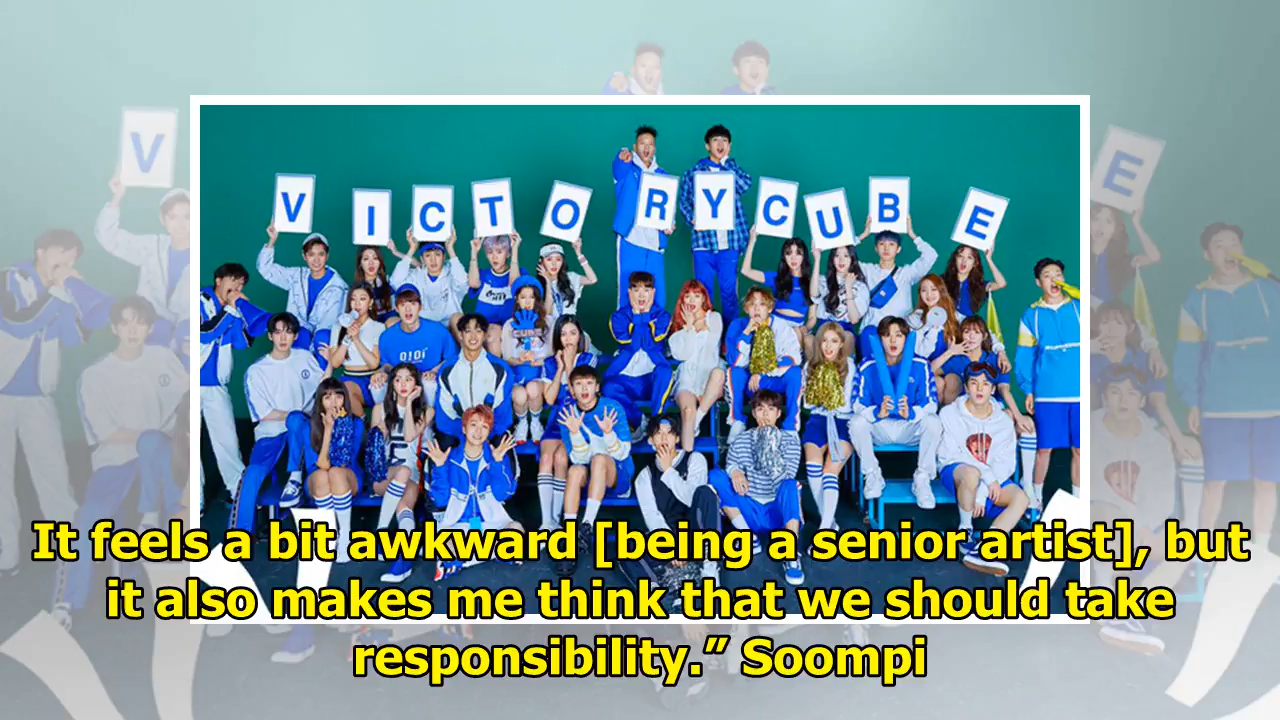 V
E
VICTORYCUBE
It feels a bit awkward [being a senior artist], but
it also makes me think that we should take
responsibility.” Soompi